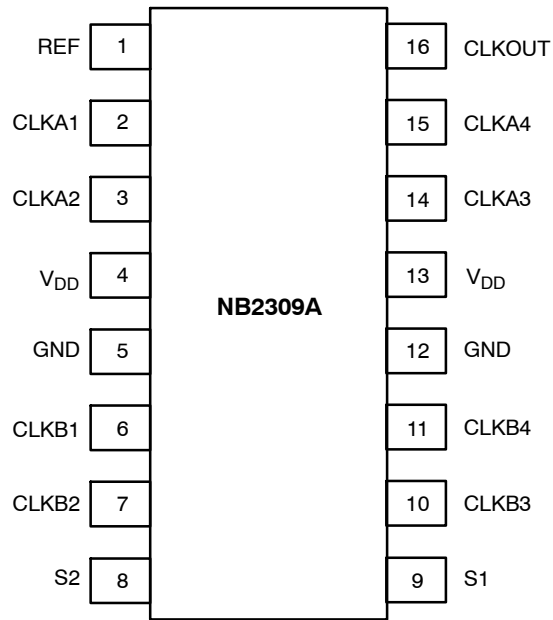 REF 1 16 CLKOUT
CLKA1 2 15 CLKA4
CLKA2 3 14 CLKA3
VDD 4 13 VDD
NB2309A
GND 5 12 GND
CLKB1 6 11 CLKB4
CLKB2 7 10 CLKB3
S2 8 9 S1